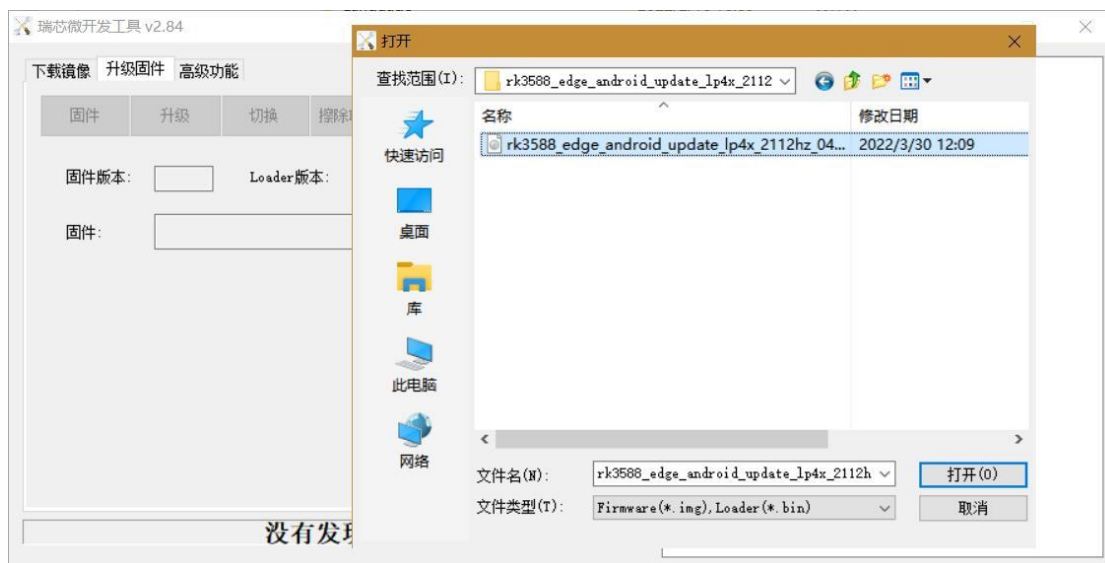 瑞芯微开发工具 v2.84
下载镜像 升级固件 高级功能
固件 升级 切换
固件版本: Loader版本:
固件:
没有发现
打开
查找范围(I): rk3588_edge_android_update_lp4x_2112
名称 修改日期
rk3588_edge_android_update_lp4x_2112hz_04... 2022/3/30 12:09
快速访问
桌面
库
此电脑
网络
文件名(N): rk3588_edge_android_update_lp4x_2112h
打开(O)
文件类型(T): Firmware(*.img),Loader(*.bin)
取消